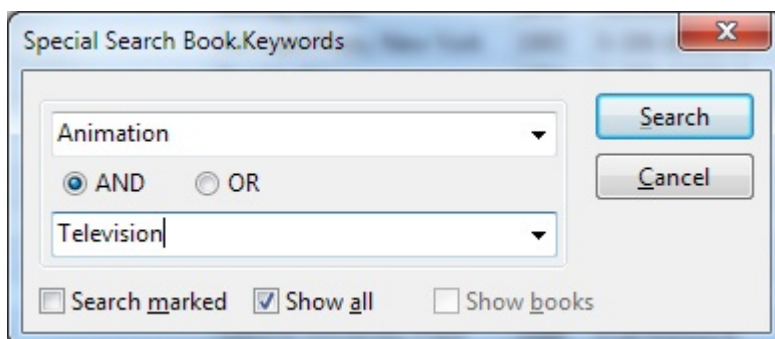 Special Search Book.Keywords
Animation
Search
AND OR
Cancel
Television
Search marked Show all Show books